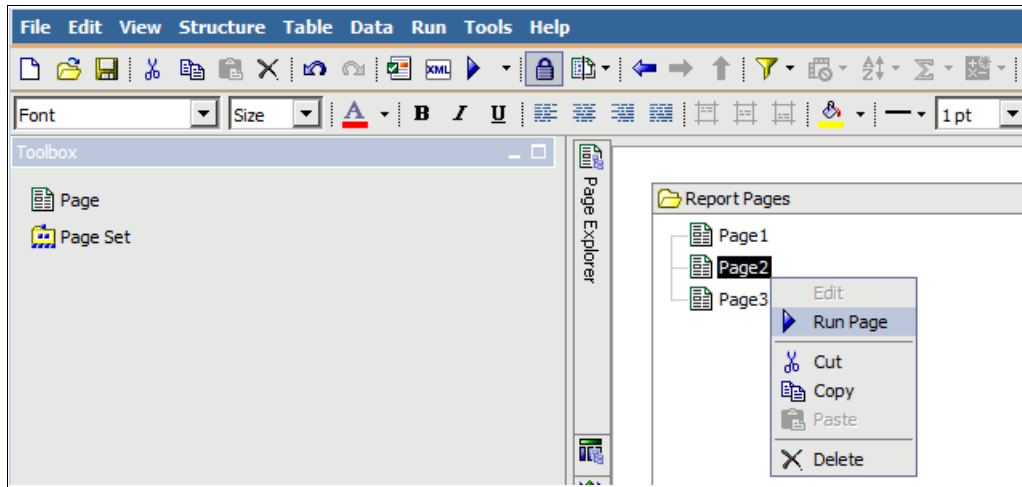 File Edit View Structure Table Data Run Tools Help
XML
Font Size A B I U 1 pt
Toolbox
Page
Page Set
Page Explorer
Report Pages
Page1
Page2
Page3
Edit
Run Page
Cut
Copy
Paste
Delete